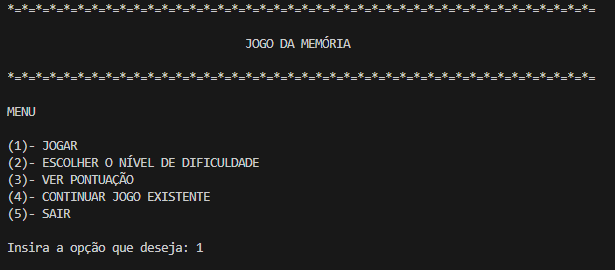 *=*=*=*=*=*=*=*=*=*=*=*=*=*=*=*=*=*=*=*=*=*=*=*=*=*=*=*=*=*=*=*=*=*=*=*=*=*=*=*=*=*=
JOGO DA MEMÓRIA
*=*=*=*=*=*=*=*=*=*=*=*=*=*=*=*=*=*=*=*=*=*=*=*=*=*=*=*=*=*=*=*=*=*=*=*=*=*=*=*=*=*=
MENU
(1)- JOGAR
(2)- ESCOLHER O NÍVEL DE DIFICULDADE
(3)- VER PONTUAÇÃO
(4)- CONTINUAR JOGO EXISTENTE
(5)- SAIR
Insira a opção que deseja: 1